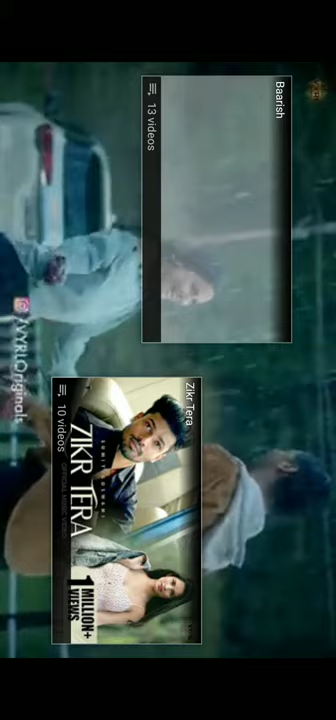 Baarish
13 videos
/VYRLOriginals
Zikr Tera
ZIKR TERA
OFFICIAL MUSIC VIDEO
1 MILLION+
VIEWS
10 videos